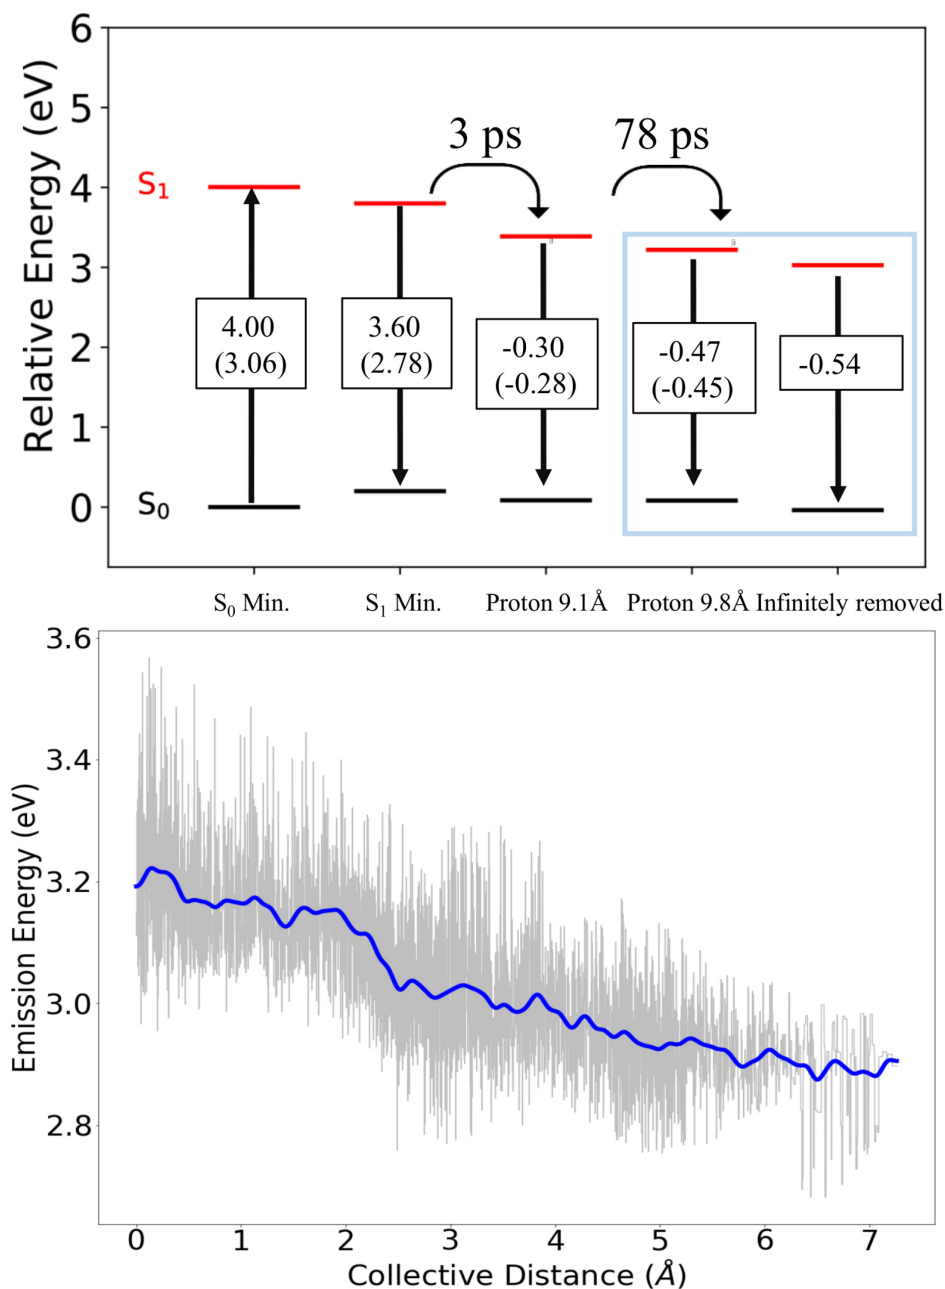 Relative Energy (eV)
6
5
4
3
2
1
0
S₁
S₀
3 ps
78 ps
4.00
(3.06)
3.60
(2.78)
-0.30
(-0.28)
-0.47
(-0.45)
-0.54
S₀ Min.
S₁ Min.
Proton 9.1Å
Proton 9.8Å
Infinitely removed
Emission Energy (eV)
3.6
3.4
3.2
3.0
2.8
0 1 2 3 4 5 6 7
Collective Distance (Å)